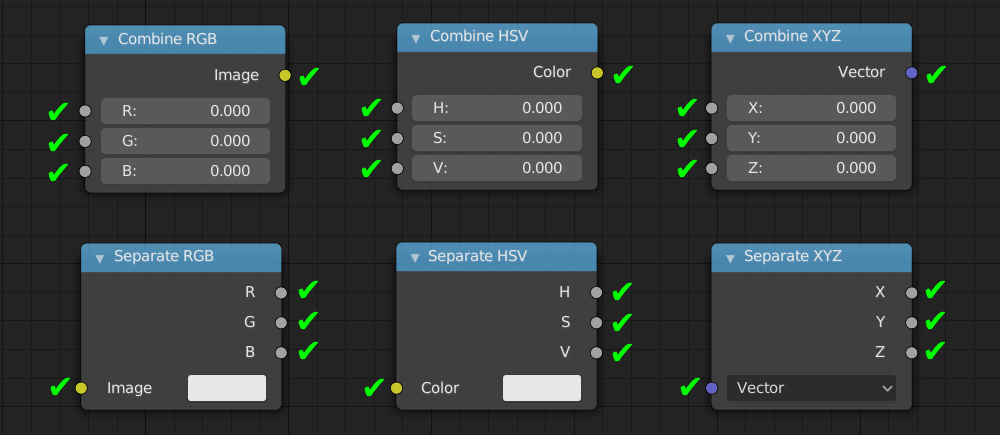 Combine RGB
Image
R: 0.000
G: 0.000
B: 0.000
Combine HSV
Color
H: 0.000
S: 0.000
V: 0.000
Combine XYZ
Vector
X: 0.000
Y: 0.000
Z: 0.000
Separate RGB
R
G
B
Image
Separate HSV
H
S
V
Color
Separate XYZ
X
Y
Z
Vector